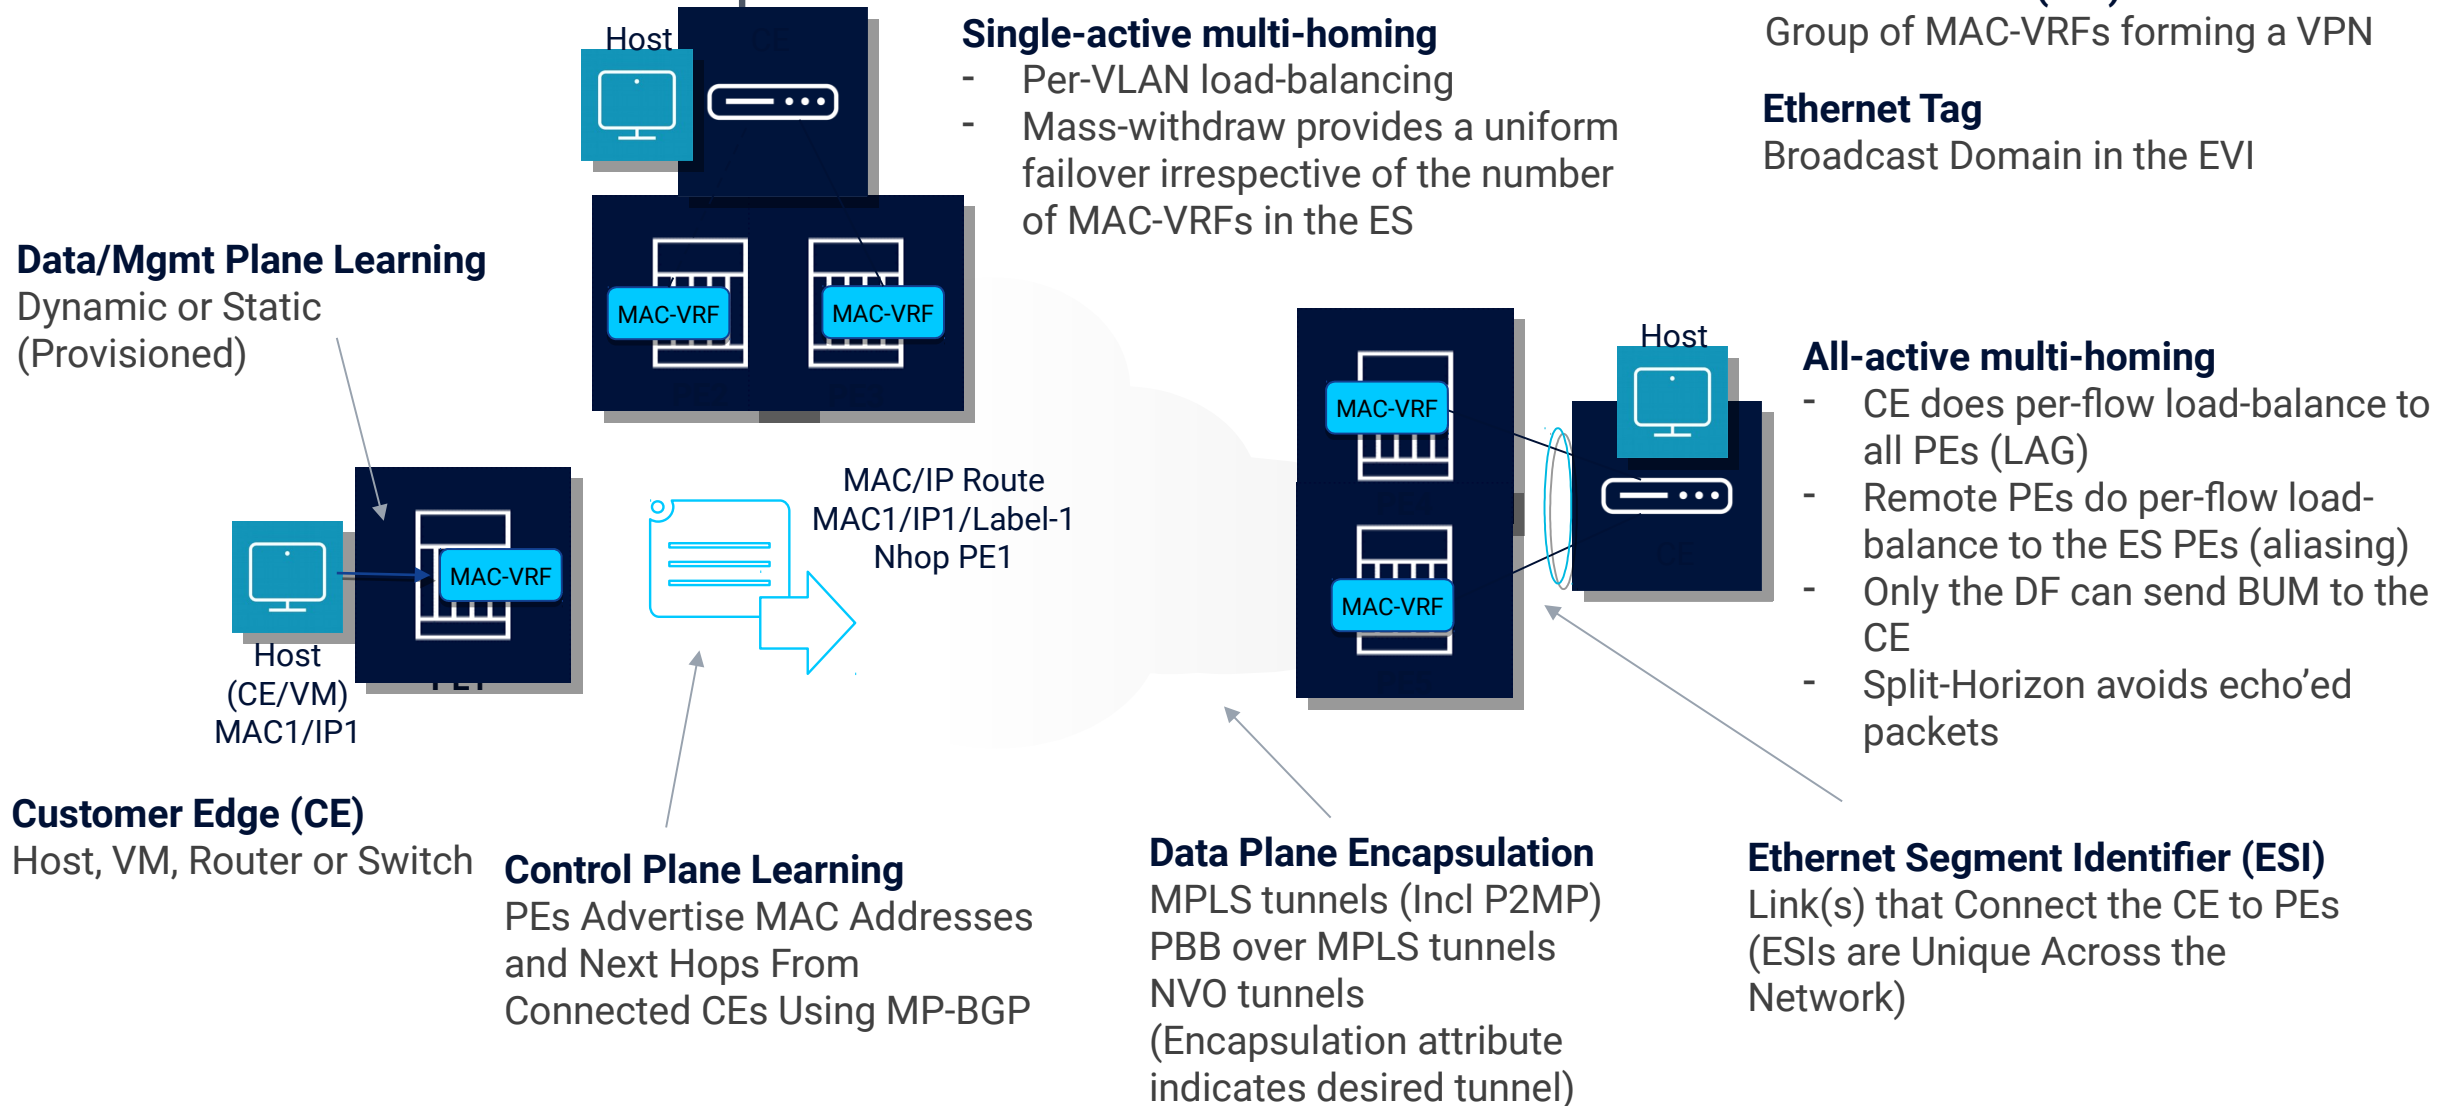 Host
Single-active multi-homing
- Per-VLAN load-balancing
- Mass-withdraw provides a uniform
failover irrespective of the number
of MAC-VRFs in the ES
Group of MAC-VRFs forming a VPN
Ethernet Tag
Broadcast Domain in the EVI
Data/Mgmt Plane Learning
Dynamic or Static
(Provisioned)
MAC-VRF
MAC-VRF
MAC-VRF
MAC-VRF
Host
All-active multi-homing
- CE does per-flow load-balance to
all PEs (LAG)
- Remote PEs do per-flow load-
balance to the ES PEs (aliasing)
- Only the DF can send BUM to the
CE
- Split-Horizon avoids echo’ed
packets
MAC-VRF
Host
(CE/VM)
MAC1/IP1
MAC/IP Route
MAC1/IP1/Label-1
Nhop PE1
Customer Edge (CE)
Host, VM, Router or Switch
Control Plane Learning
PEs Advertise MAC Addresses
and Next Hops From
Connected CEs Using MP-BGP
Data Plane Encapsulation
MPLS tunnels (Incl P2MP)
PBB over MPLS tunnels
NVO tunnels
(Encapsulation attribute
indicates desired tunnel)
Ethernet Segment Identifier (ESI)
Link(s) that Connect the CE to PEs
(ESIs are Unique Across the
Network)